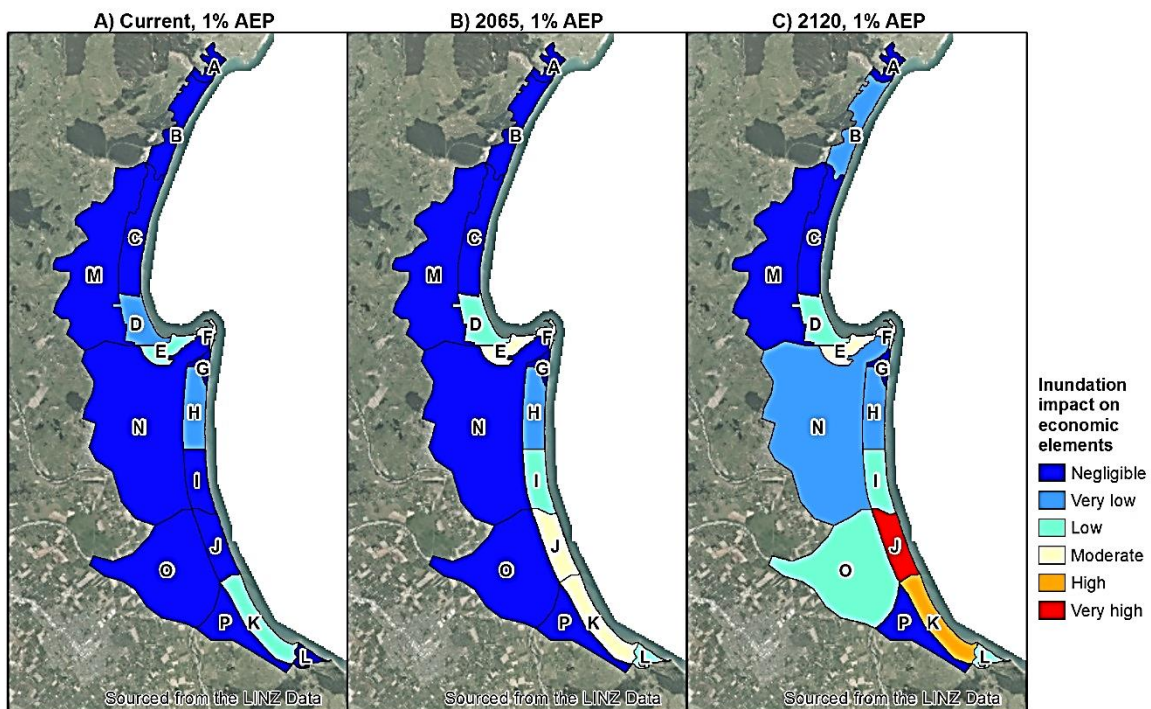 A) Current, 1% AEP
A
B
C
M
D
F
E
G
H
N
I
J
O
K
P
L
Sourced from the LINZ Data
B) 2065, 1% AEP
A
B
C
M
D
F
E
G
H
N
I
J
O
K
P
L
Sourced from the LINZ Data
C) 2120, 1% AEP
A
B
C
M
D
F
E
G
H
N
I
J
O
K
P
L
Sourced from the LINZ Data
Inundation
impact on
economic
elements
Negligible
Very low
Low
Moderate
High
Very high